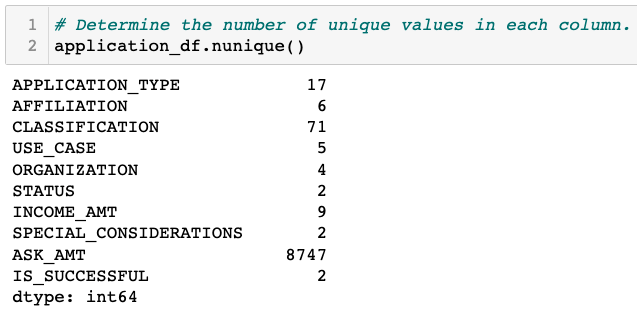 1 # Determine the number of unique values in each column.
2 application_df.nunique()
APPLICATION_TYPE 17
AFFILIATION 6
CLASSIFICATION 71
USE_CASE 5
ORGANIZATION 4
STATUS 2
INCOME_AMT 9
SPECIAL_CONSIDERATIONS 2
ASK_AMT 8747
IS_SUCCESSFUL 2
dtype: int64